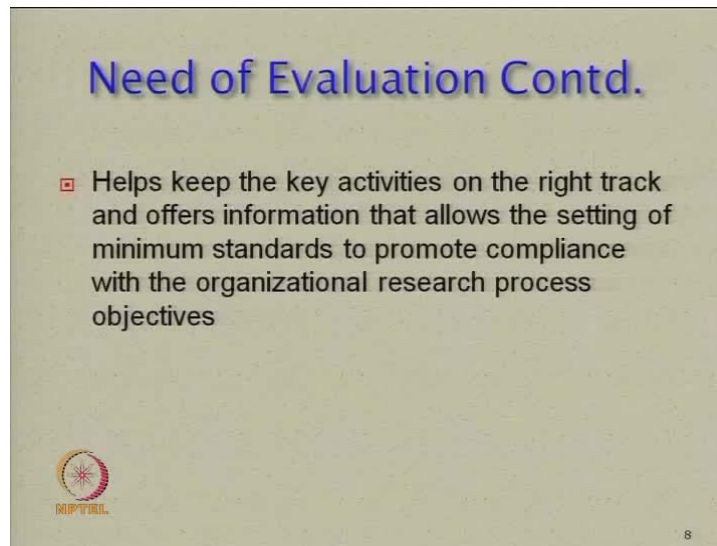 Need of Evaluation Contd.
Helps keep the key activities on the right track
and offers information that allows the setting of
minimum standards to promote compliance
with the organizational research process
objectives
NPTEL
8